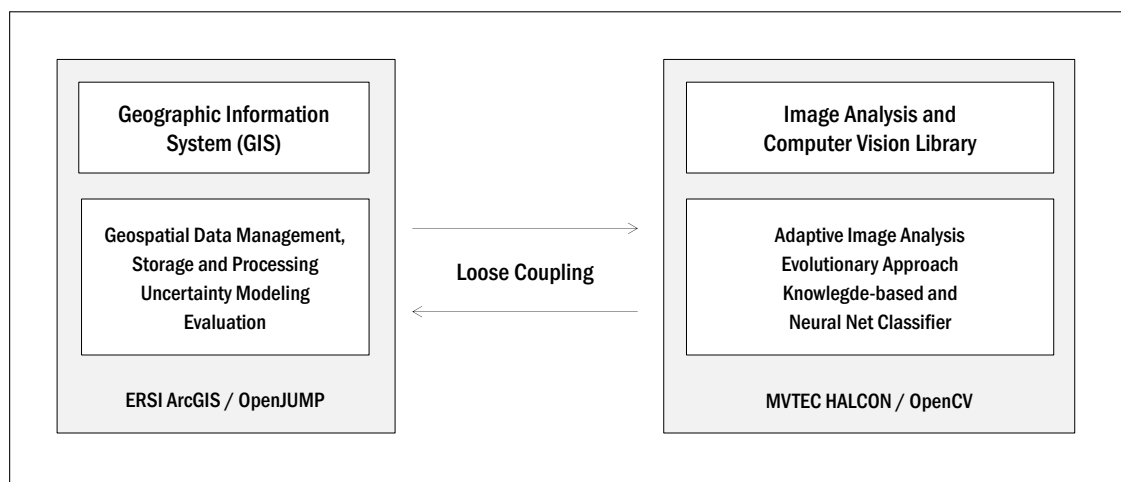 Geographic Information
System (GIS)
Geospatial Data Management,
Storage and Processing
Uncertainty Modeling
Evaluation
ERSI ArcGIS / OpenJUMP
Loose Coupling
Image Analysis and
Computer Vision Library
Adaptive Image Analysis
Evolutionary Approach
Knowlegde-based and
Neural Net Classifier
MVTEC HALCON / OpenCV